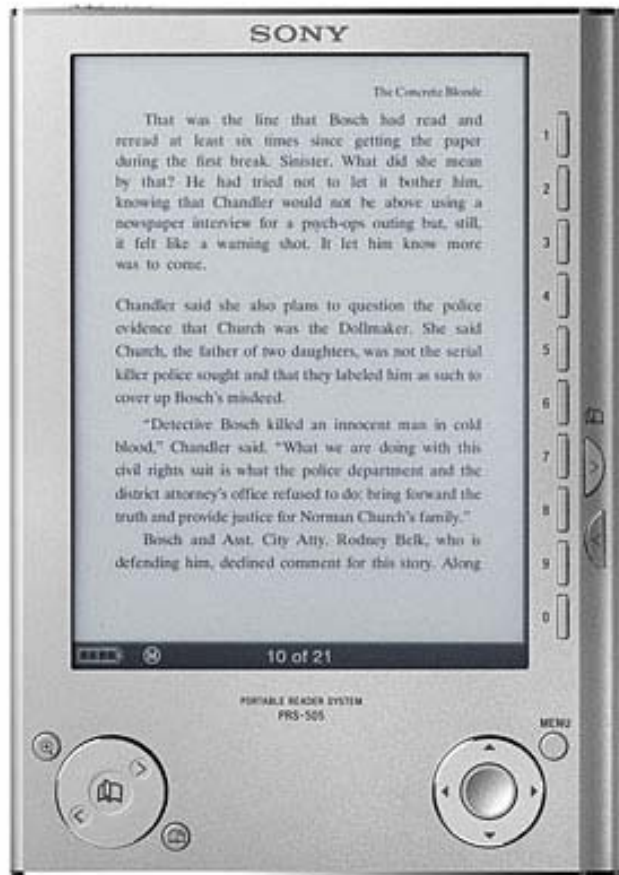 SONY
The Concrete Blonde
That was the line that Bosch had read and
reread at least six times since getting the paper
during the first break. Sinister. What did she mean
by that? He had tried not to let it bother him,
knowing that Chandler would not be above using a
newspaper interview for a psych-ops outing but, still,
it felt like a warning shot. It let him know more
was to come.
Chandler said she also plans to question the police
evidence that Church was the Dollmaker. She said
Church, the father of two daughters, was not the serial
killer police sought and that they labeled him as such to
cover up Bosch's misdeed.
“Detective Bosch killed an innocent man in cold
blood,” Chandler said. “What we are doing with this
civil rights suit is what the police department and the
district attorney's office refused to do: bring forward the
truth and provide justice for Norman Church's family.”
Bosch and Asst. City Atty. Rodney Belk, who is
defending him, declined comment for this story. Along
10 of 21
1
2
3
4
5
6
7
8
9
0
PORTABLE READER SYSTEM
PRS-505
MENU